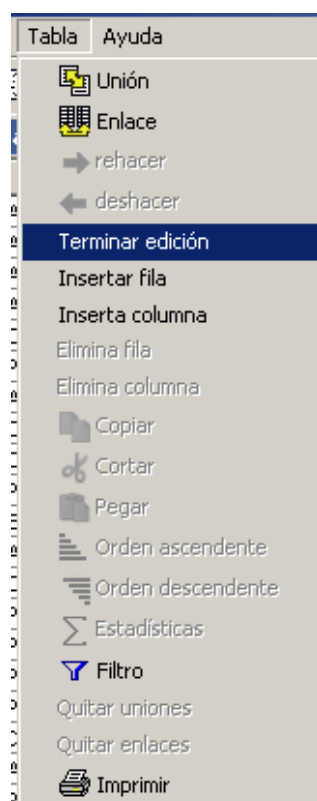 Tabla Ayuda
Unión
Enlace
rehacer
deshacer
Terminar edición
Insertar fila
Inserta columna
Elimina fila
Elimina columna
Copiar
Cortar
Pegar
Orden ascendente
Orden descendente
Estadísticas
Filtro
Quitar uniones
Quitar enlaces
Imprimir